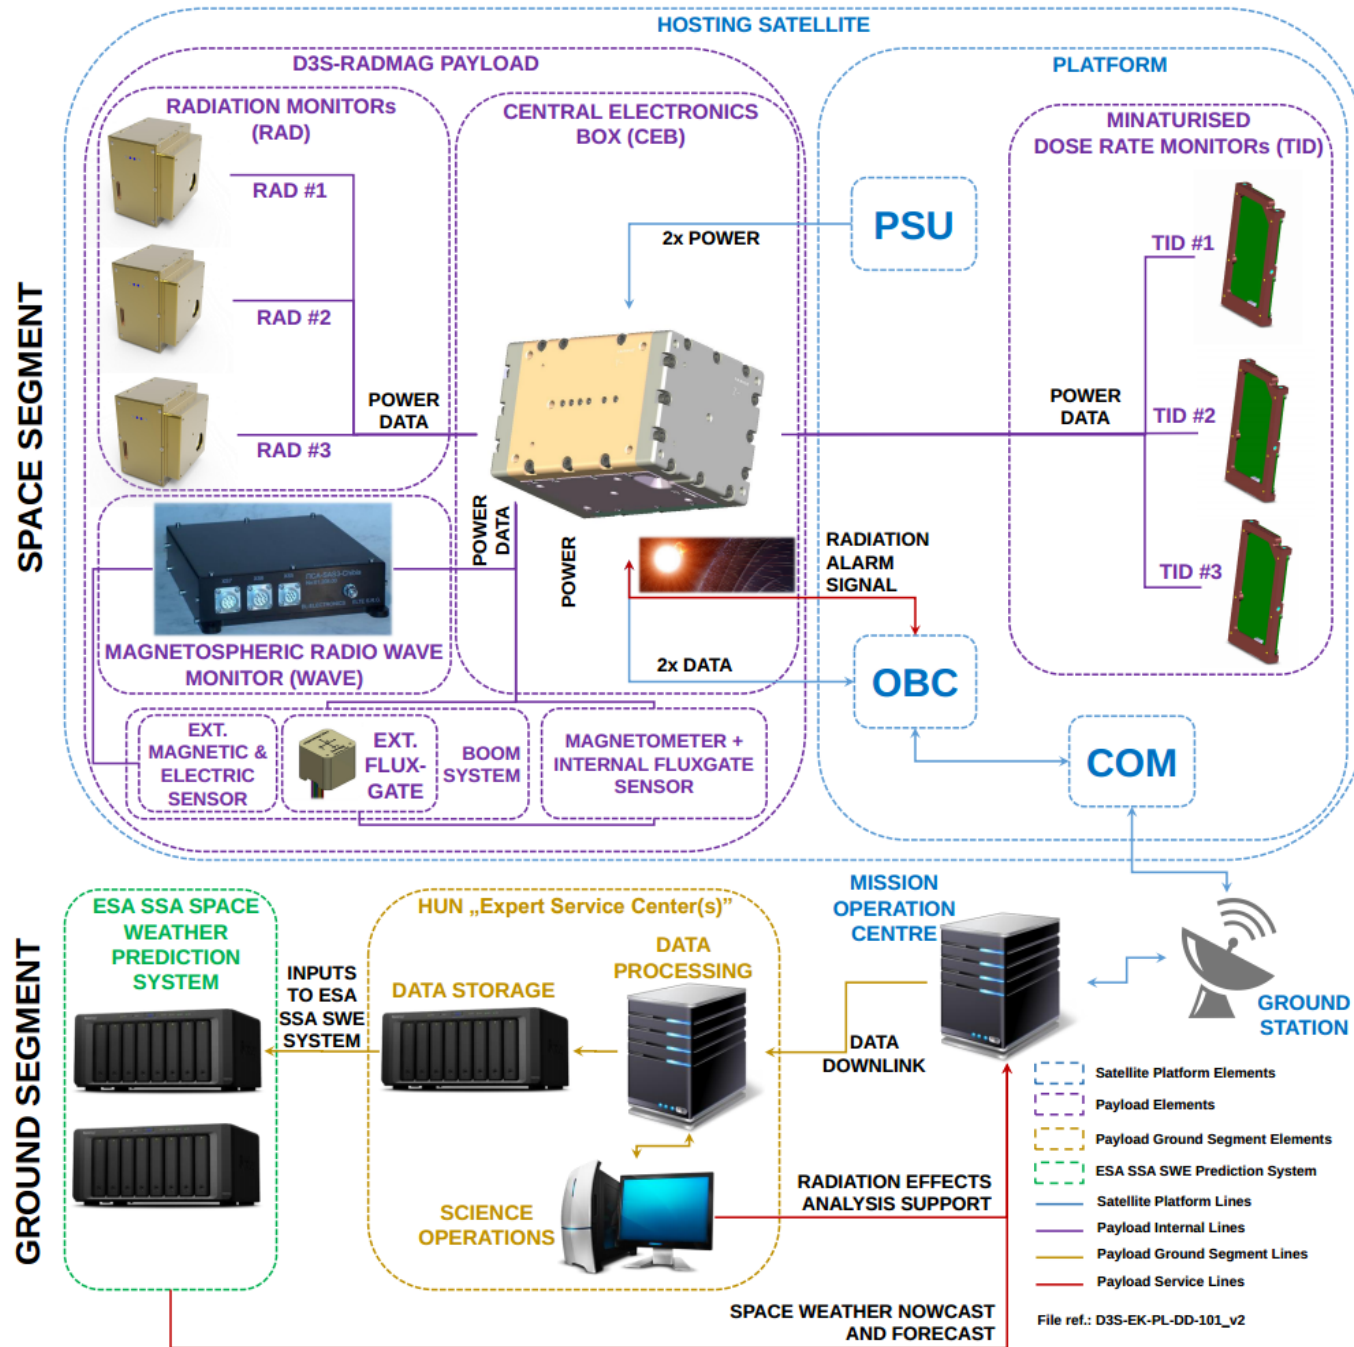 HOSTING SATELLITE
D3S-RADMAG PAYLOAD
PLATFORM
SPACE SEGMENT
RADIATION MONITORs
(RAD)
RAD #1
RAD #2
RAD #3
POWER
DATA
CENTRAL ELECTRONICS
BOX (CEB)
2x POWER
PSU
MINATURISED
DOSE RATE MONITORs (TID)
TID #1
TID #2
TID #3
POWER
DATA
POWER
DATA
POWER
RADIATION
ALARM
SIGNAL
2x DATA
OBC
COM
MAGNETOSPHERIC RADIO WAVE
MONITOR (WAVE)
EXT.
MAGNETIC &
ELECTRIC
SENSOR
EXT.
FLUX-
GATE
BOOM
SYSTEM
MAGNETOMETER +
INTERNAL FLUXGATE
SENSOR
GROUND SEGMENT
ESA SSA SPACE
WEATHER
PREDICTION
SYSTEM
INPUTS
TO ESA
SSA SWE
SYSTEM
HUN „Expert Service Center(s)”
DATA STORAGE
DATA
PROCESSING
SCIENCE
OPERATIONS
MISSION
OPERATION
CENTRE
DATA
DOWNLINK
GROUND
STATION
RADIATION EFFECTS
ANALYSIS SUPPORT
SPACE WEATHER NOWCAST
AND FORECAST
Satellite Platform Elements
Payload Elements
Payload Ground Segment Elements
ESA SSA SWE Prediction System
Satellite Platform Lines
Payload Internal Lines
Payload Ground Segment Lines
Payload Service Lines
File ref.: D3S-EK-PL-DD-101_v2